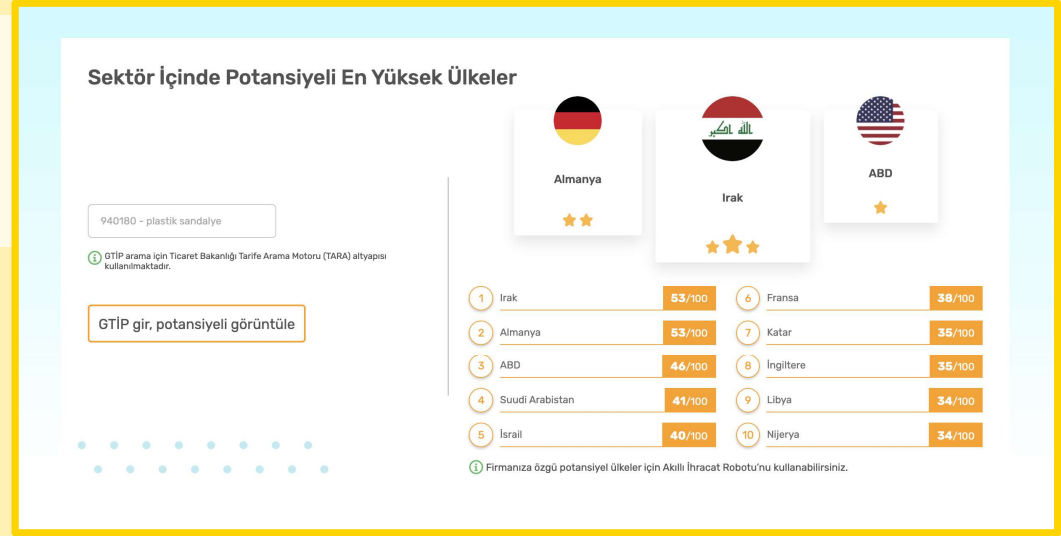 Sektör İçinde Potansiyeli En Yüksek Ülkeler
الله اكبر
Almanya
Irak
ABD
940180 - plastik sandalye
GTİP arama için Ticaret Bakanlığı Tarife Arama Motoru (TARA) altyapısı
kullanılmaktadır.
GTİP gir, potansiyeli görüntüle
1 Irak 53/100
2 Almanya 53/100
3 ABD 46/100
4 Suudi Arabistan 41/100
5 İsrail 40/100
6 Fransa 38/100
7 Katar 35/100
8 İngiltere 35/100
9 Libya 34/100
10 Nijerya 34/100
Firmanıza özgü potansiyel ülkeler için Akıllı İhracat Robotu'nu kullanabilirsiniz.